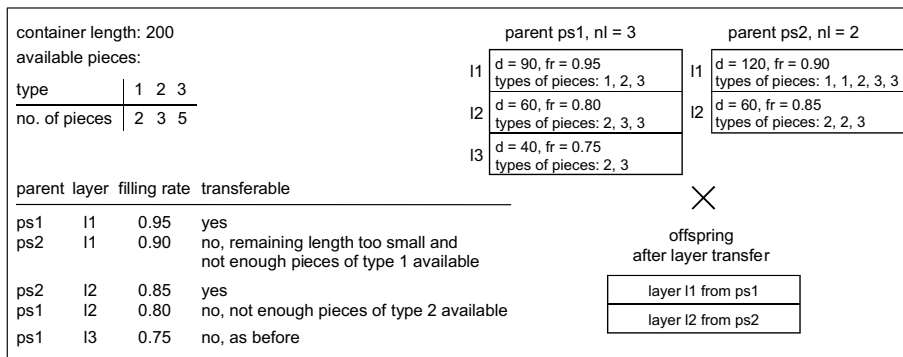 container length: 200
available pieces:
type 1 2 3
no. of pieces 2 3 5
parent ps1, nl = 3
l1 d = 90, fr = 0.95
types of pieces: 1, 2, 3
l2 d = 60, fr = 0.80
types of pieces: 2, 3, 3
l3 d = 40, fr = 0.75
types of pieces: 2, 3
parent ps2, nl = 2
l1 d = 120, fr = 0.90
types of pieces: 1, 1, 2, 3, 3
l2 d = 60, fr = 0.85
types of pieces: 2, 2, 3
parent layer filling rate transferable
ps1 l1 0.95 yes
ps2 l1 0.90 no, remaining length too small and
not enough pieces of type 1 available
ps2 l2 0.85 yes
ps1 l2 0.80 no, not enough pieces of type 2 available
ps1 l3 0.75 no, as before
offspring
after layer transfer
layer l1 from ps1
layer l2 from ps2